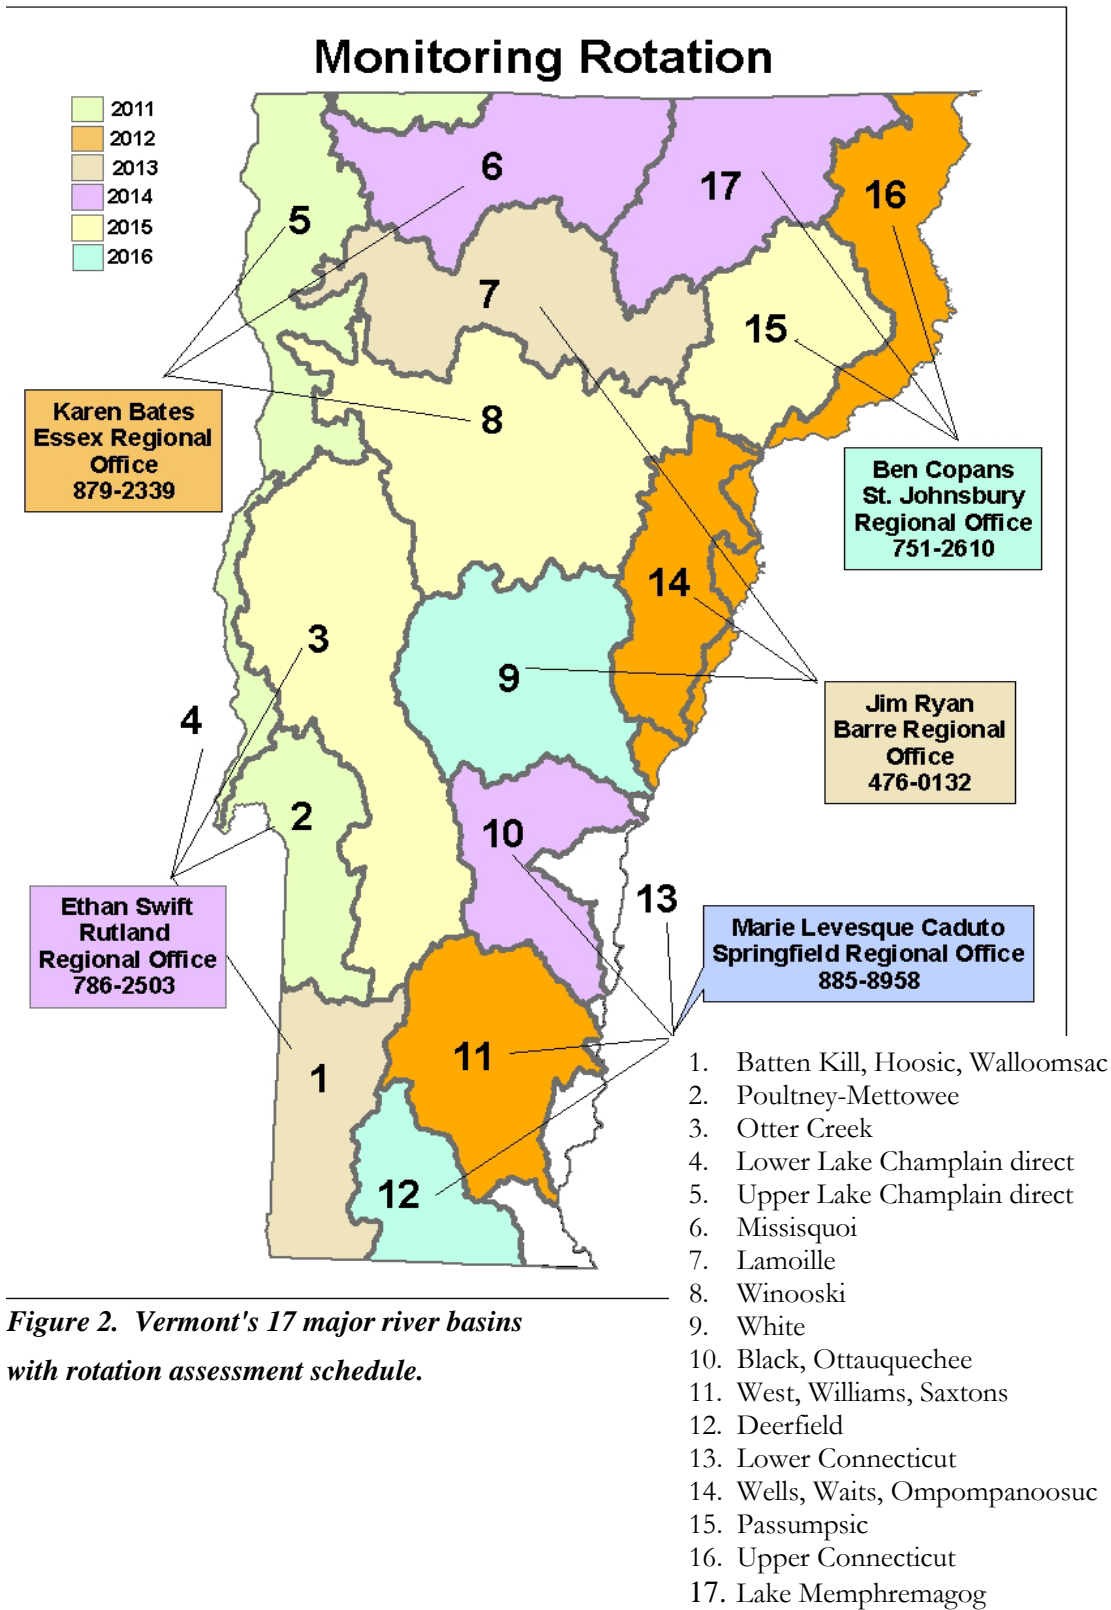 Monitoring Rotation
2011
2012
2013
2014
2015
2016
6
17
16
5
7
15
8
Karen Bates
Essex Regional
Office
879-2339
Ben Copans
St. Johnsbury
Regional Office
751-2610
14
3
9
4
Jim Ryan
Barre Regional
Office
476-0132
2
10
13
Ethan Swift
Rutland
Regional Office
786-2503
Marie Levesque Caduto
Springfield Regional Office
885-8958
11
1
12
1. Batten Kill, Hoosic, Walloomsac
2. Poultney-Mettowee
3. Otter Creek
4. Lower Lake Champlain direct
5. Upper Lake Champlain direct
6. Missisquoi
7. Lamoille
8. Winooski
9. White
10. Black, Ottauquechee
11. West, Williams, Saxtons
12. Deerfield
13. Lower Connecticut
14. Wells, Waits, Ompompanoosuc
15. Passumpsic
16. Upper Connecticut
17. Lake Memphremagog
Figure 2. Vermont's 17 major river basins
with rotation assessment schedule.